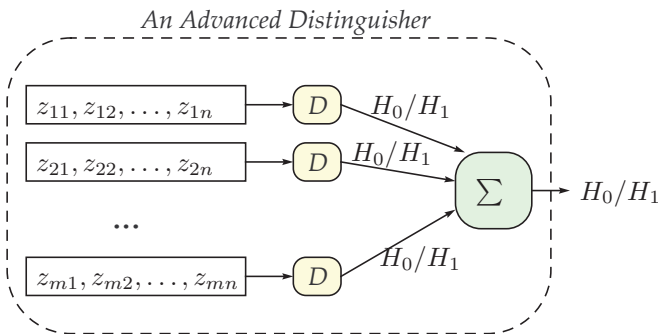 An Advanced Distinguisher
z₁₁, z₁₂, . . . , z₁ₙ
D
H₀/H₁
z₂₁, z₂₂, . . . , z₂ₙ
D
H₀/H₁
Σ
H₀/H₁
...
zₘ₁, zₘ₂, . . . , zₘₙ
D
H₀/H₁